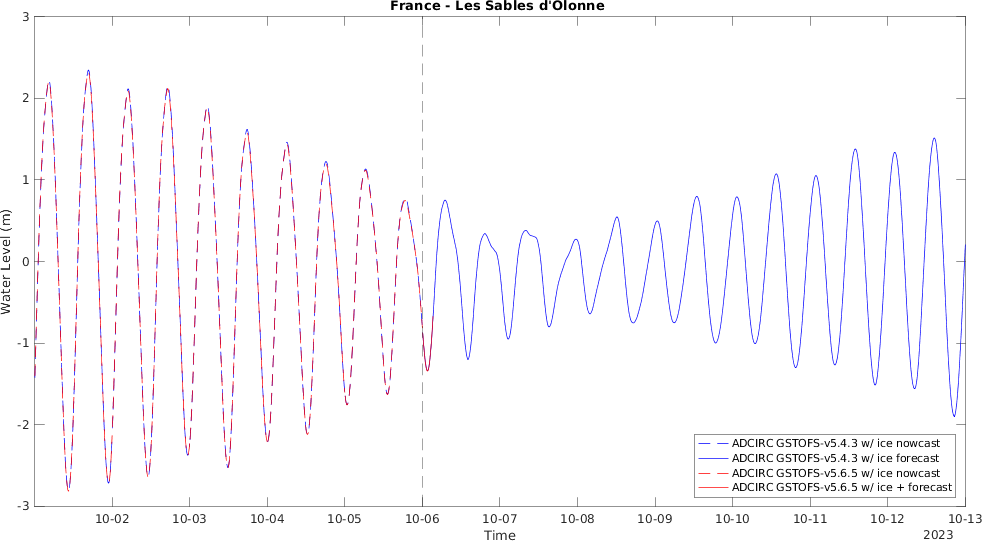 France - Les Sables d'Olonne
3
2
1
0
-1
-2
-3
Water Level (m)
10-02 10-03 10-04 10-05 10-06 10-07 10-08 10-09 10-10 10-11 10-12 10-13
Time
2023
ADCIRC GSTOFS-v5.4.3 w/ ice nowcast
ADCIRC GSTOFS-v5.4.3 w/ ice forecast
ADCIRC GSTOFS-v5.6.5 w/ ice nowcast
ADCIRC GSTOFS-v5.6.5 w/ ice + forecast